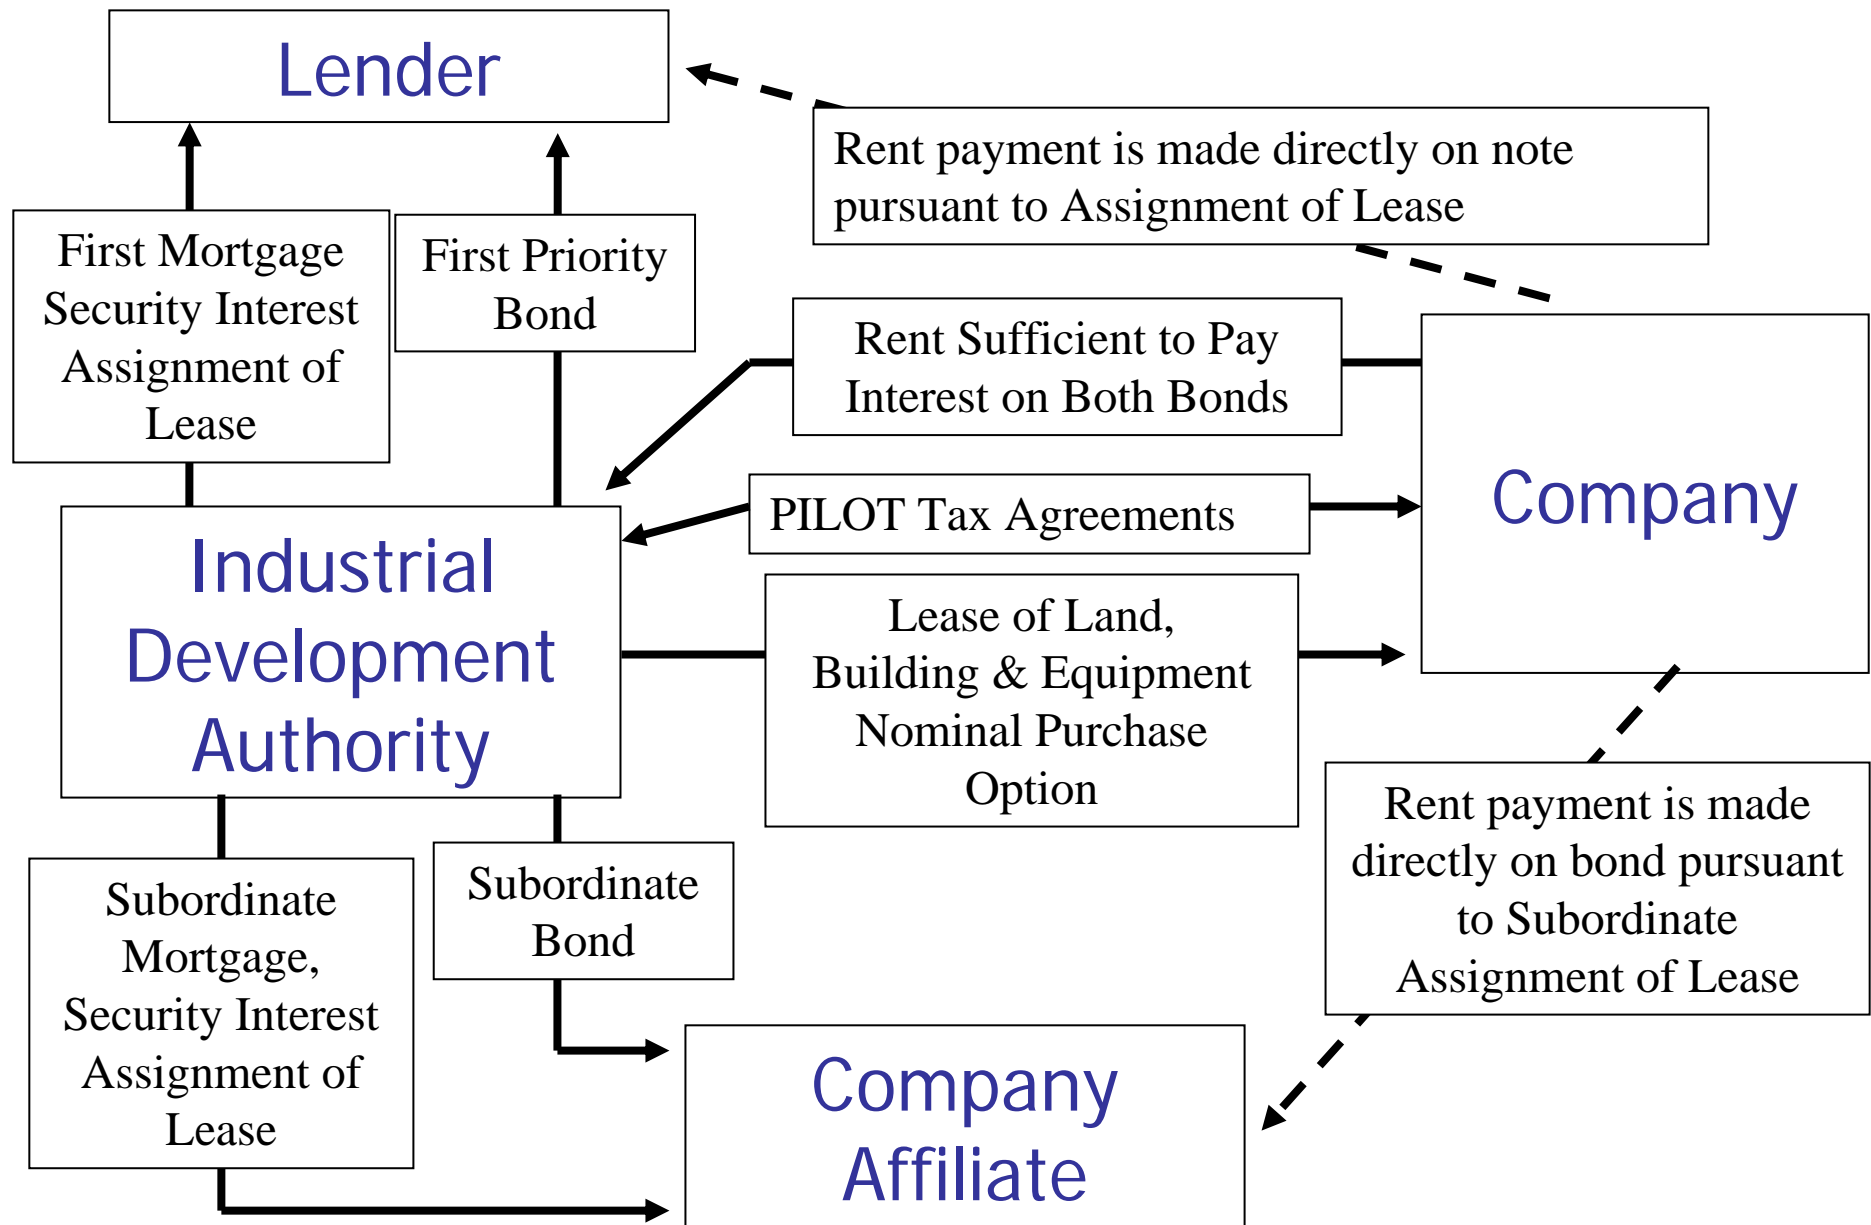 Lender
Rent payment is made directly on note
pursuant to Assignment of Lease
First Mortgage
Security Interest
Assignment of
Lease
First Priority
Bond
Rent Sufficient to Pay
Interest on Both Bonds
Company
PILOT Tax Agreements
Industrial
Development
Authority
Lease of Land,
Building & Equipment
Nominal Purchase
Option
Rent payment is made
directly on bond pursuant
to Subordinate
Assignment of Lease
Subordinate
Mortgage,
Security Interest
Assignment of
Lease
Subordinate
Bond
Company
Affiliate